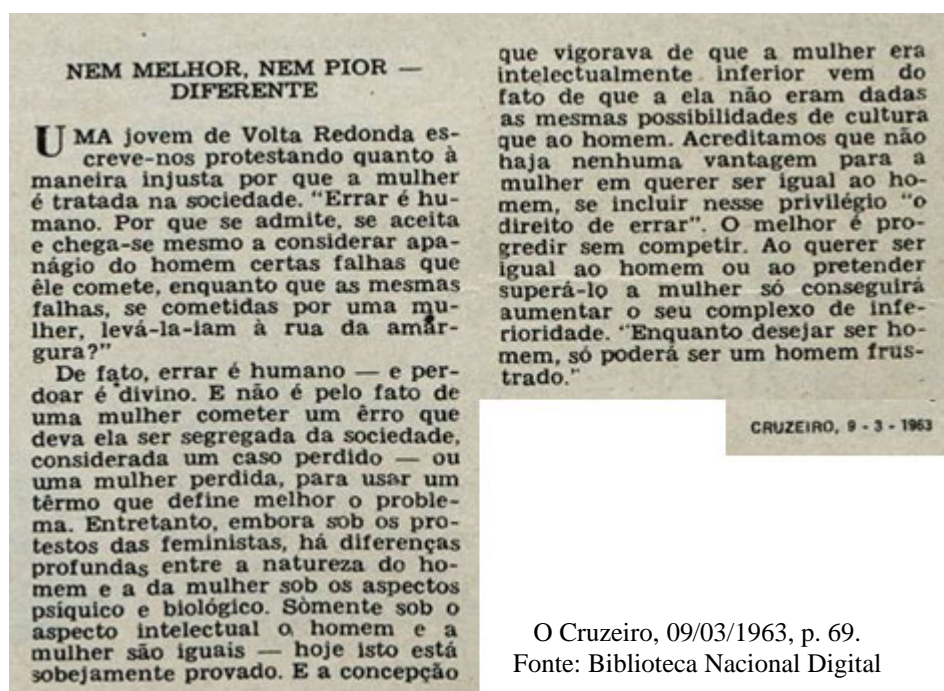 NEM MELHOR, NEM PIOR —
DIFERENTE
UMA jovem de Volta Redonda es-
creve-nos protestando quanto à
maneira injusta por que a mulher
é tratada na sociedade. "Errar é hu-
mano. Por que se admite, se aceita
e chega-se mesmo a considerar apa-
nágio do homem certas falhas que
êle comete, enquanto que as mesmas
falhas, se cometidas por uma mu-
lher, levá-la-iam à rua da amar-
gura?"
De fato, errar é humano — e per-
doar é divino. E não é pelo fato de
uma mulher cometer um êrro que
deva ela ser segregada da sociedade,
considerada um caso perdido — ou
uma mulher perdida, para usar um
têrmo que define melhor o proble-
ma. Entretanto, embora sob os pro-
testos das feministas, há diferenças
profundas entre a natureza do ho-
mem e a da mulher sob os aspectos
psíquico e biológico. Sòmente sob o
aspecto intelectual o homem e a
mulher são iguais — hoje isto está
sobejamente provado. E a concepção
que vigorava de que a mulher era
intelectualmente inferior vem do
fato de que a ela não eram dadas
as mesmas possibilidades de cultura
que ao homem. Acreditamos que não
haja nenhuma vantagem para a
mulher em querer ser igual ao ho-
mem, se incluir nesse privilégio "o
direito de errar". O melhor é pro-
gredir sem competir. Ao querer ser
igual ao homem ou ao pretender
superá-lo a mulher só conseguirá
aumentar o seu complexo de infe-
rioridade. "Enquanto desejar ser ho-
mem, só poderá ser um homem frus-
trado."
CRUZEIRO, 9 - 3 - 1963
O Cruzeiro, 09/03/1963, p. 69.
Fonte: Biblioteca Nacional Digital